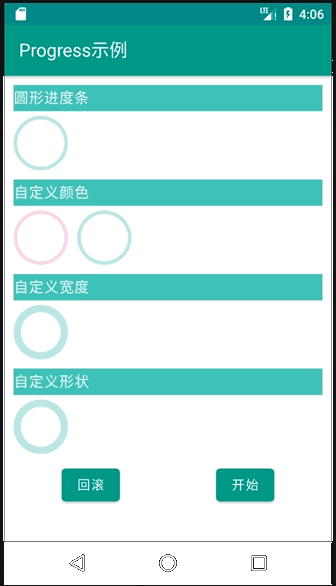 LTE 4:06
Progress示例
圆形进度条
自定义颜色
自定义宽度
自定义形状
回滚 开始